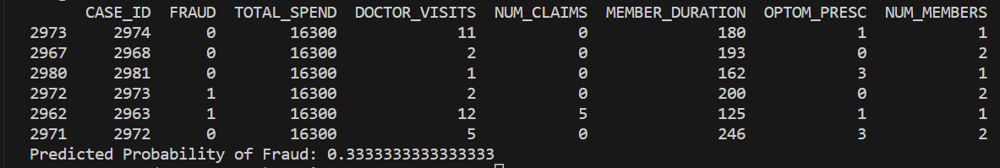 CASE_ID FRAUD TOTAL_SPEND DOCTOR_VISITS NUM_CLAIMS MEMBER_DURATION OPTOM_PRESC NUM_MEMBERS
2973 2974 0 16300 11 0 180 1 1
2967 2968 0 16300 2 0 193 0 2
2980 2981 0 16300 1 0 162 3 1
2972 2973 1 16300 2 0 200 0 2
2962 2963 1 16300 12 5 125 1 1
2971 2972 0 16300 5 0 246 3 2
Predicted Probability of Fraud: 0.3333333333333333